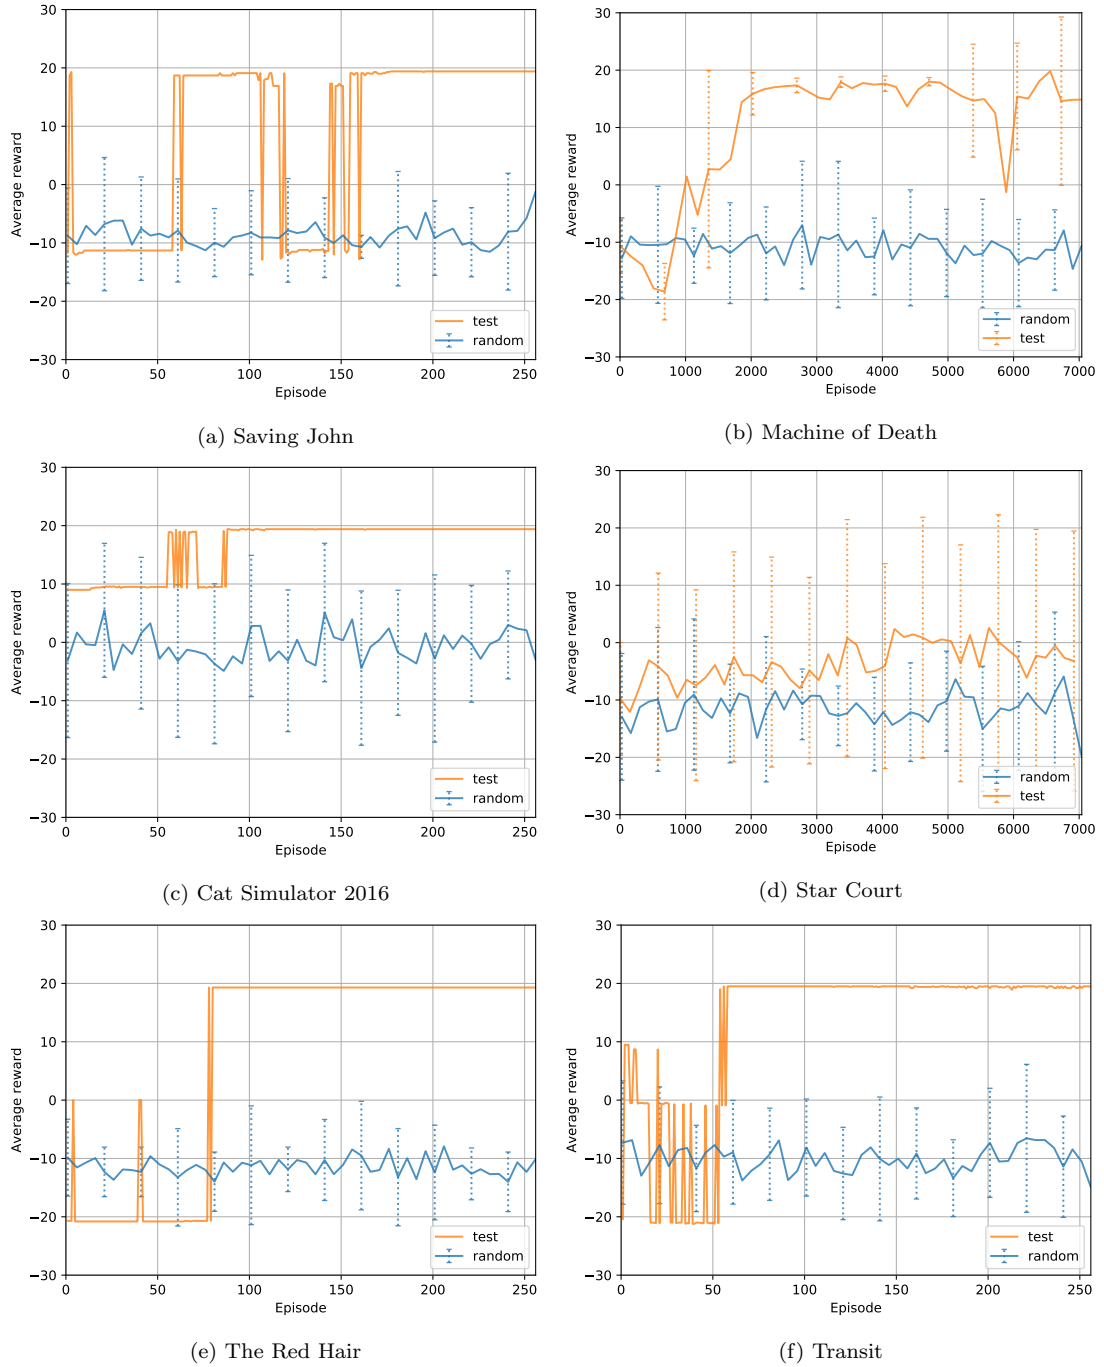 30
20
10
0
−10
−20
−30
Average reward
0 50 100 150 200 250
Episode
test
random
(a) Saving John
30
20
10
0
−10
−20
−30
Average reward
0 1000 2000 3000 4000 5000 6000 7000
Episode
random
test
(b) Machine of Death
30
20
10
0
−10
−20
−30
Average reward
0 50 100 150 200 250
Episode
test
random
(c) Cat Simulator 2016
30
20
10
0
−10
−20
−30
Average reward
0 1000 2000 3000 4000 5000 6000 7000
Episode
random
test
(d) Star Court
30
20
10
0
−10
−20
−30
Average reward
0 50 100 150 200 250
Episode
test
random
(e) The Red Hair
30
20
10
0
−10
−20
−30
Average reward
0 50 100 150 200 250
Episode
test
random
(f) Transit